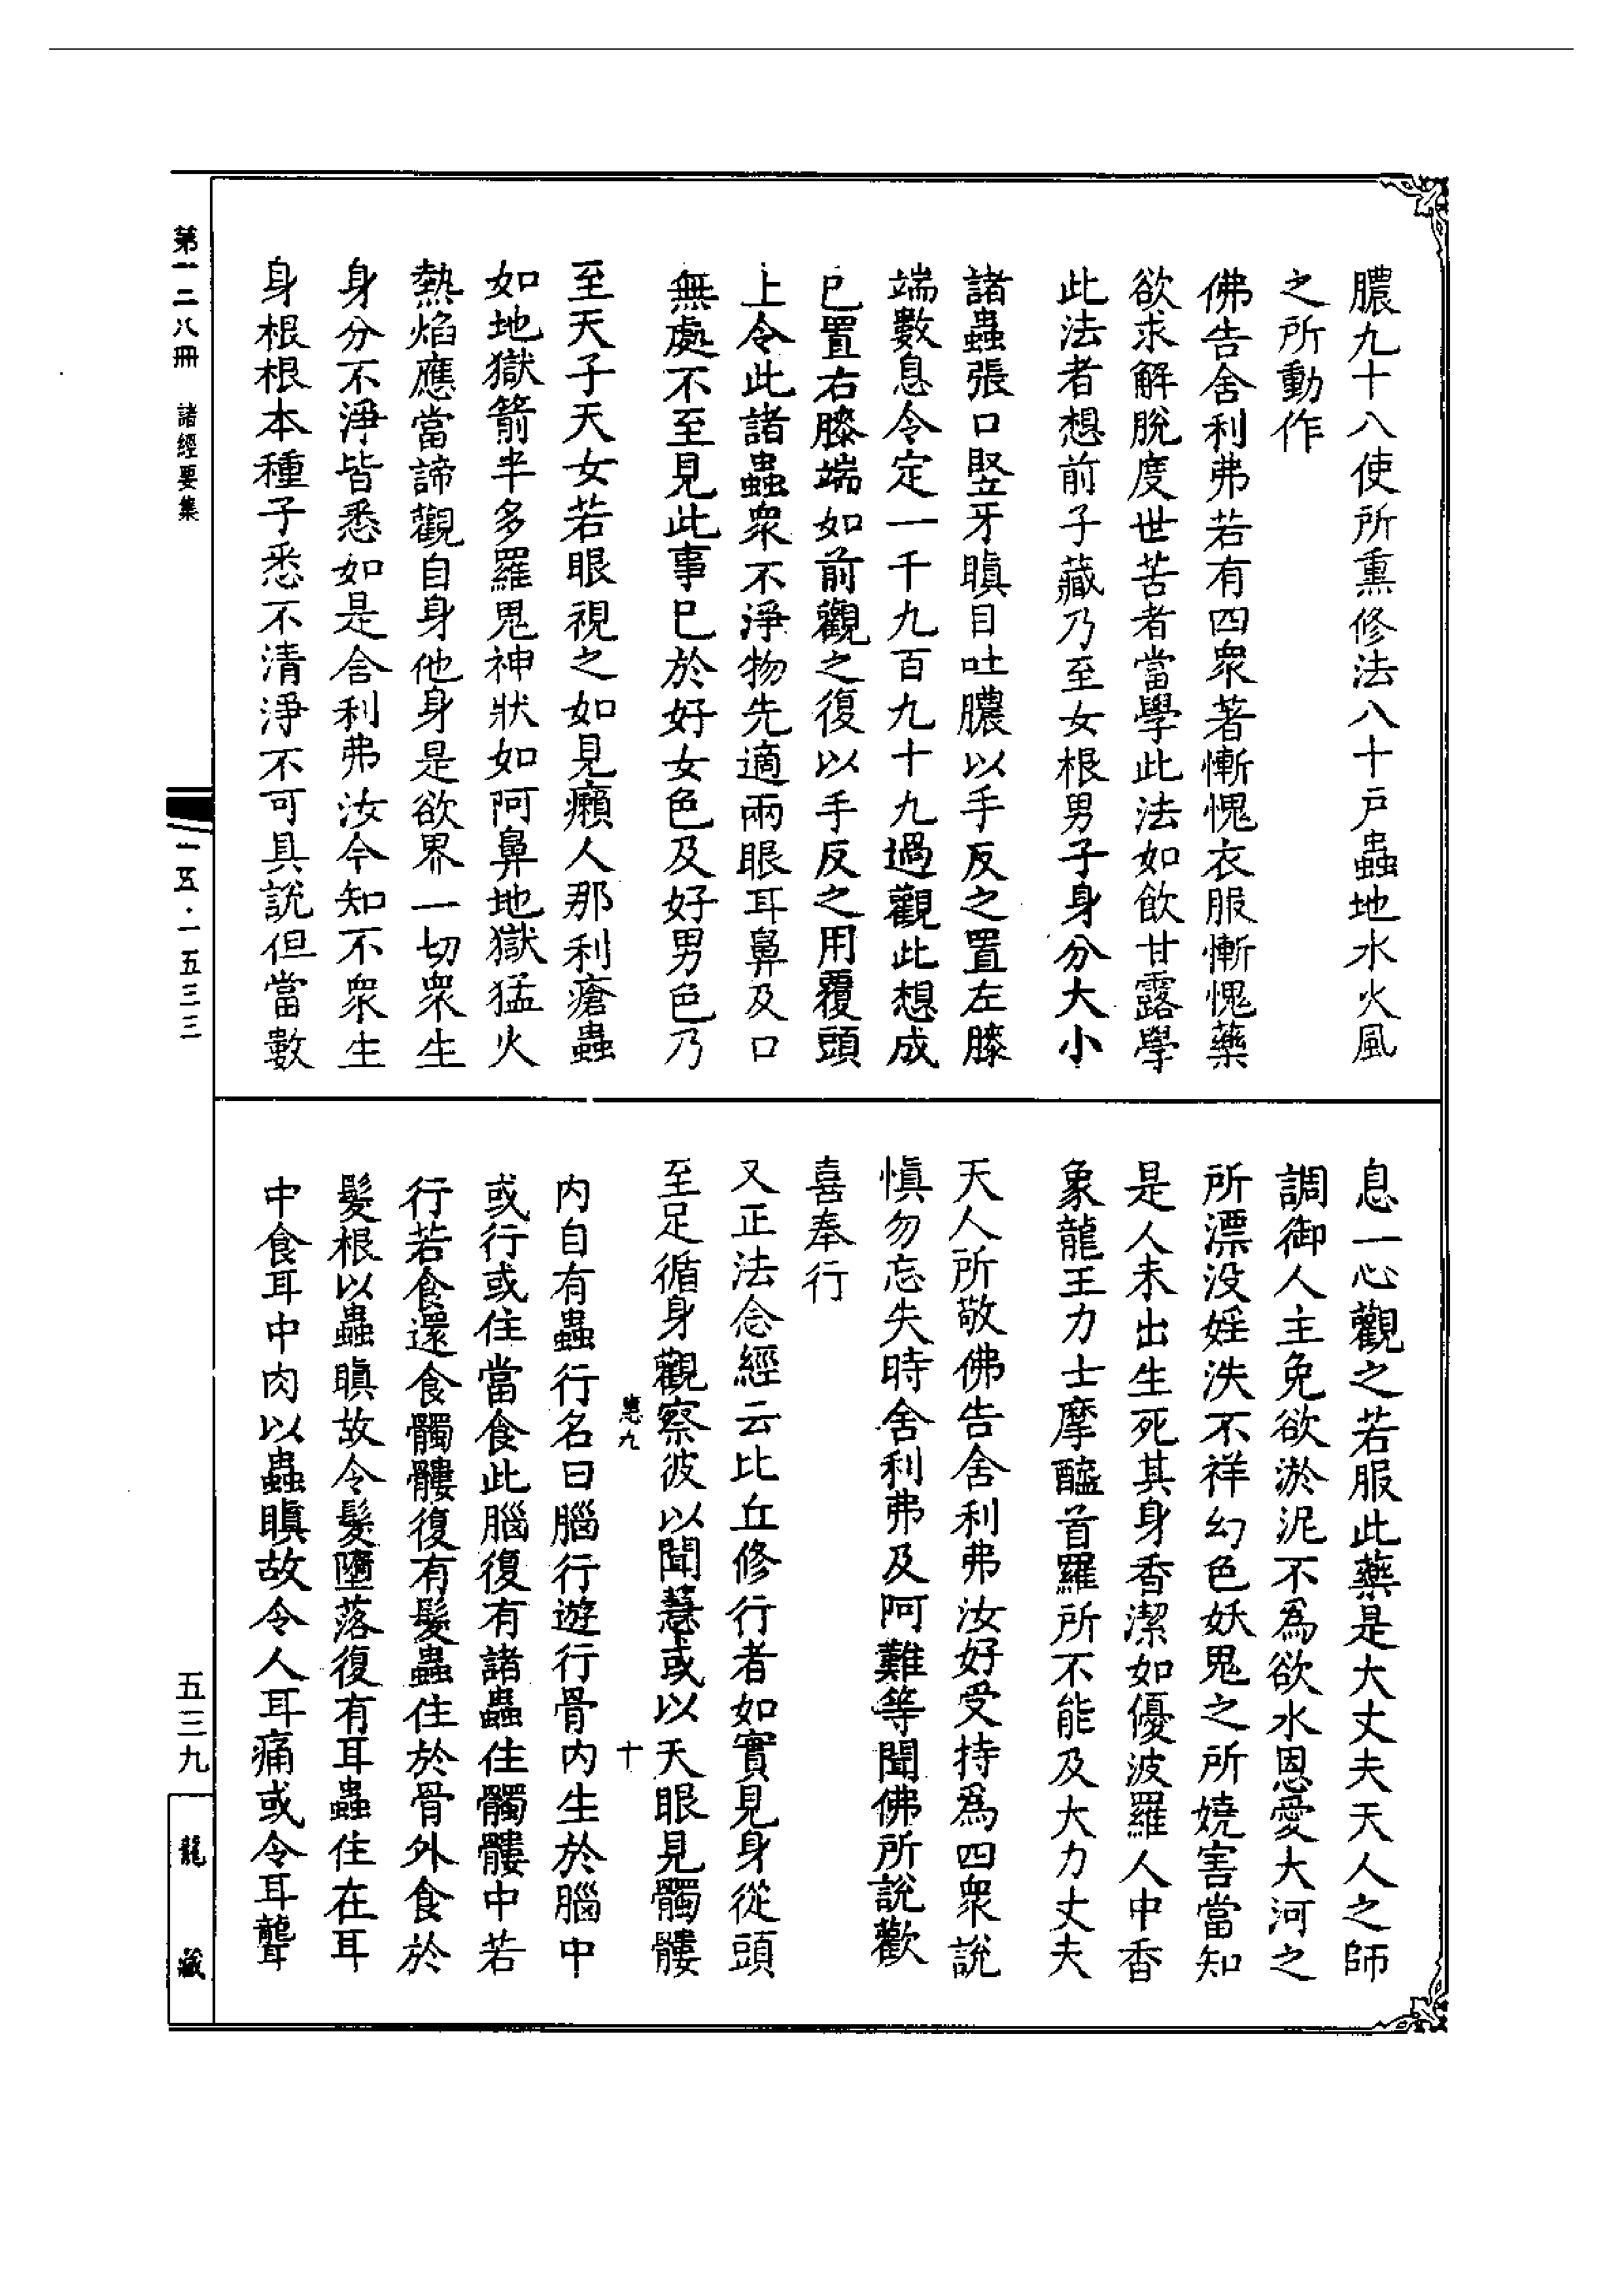 膿九十八使所熏修法八十戶蟲地水火風
之所動作
佛告舍利弗若有四衆著慚愧衣服慚愧藥
欲求解脫度世苦者當學此法如飲甘露學
此法者想前子藏乃至女根男子身分大小
諸蟲張口竪牙瞋目吐膿以手反之置左膝
端數息令定一千九百九十九過觀此想成
已置右膝端如前觀之復以手反之用覆頭
上令此諸蟲衆不淨物先適兩眼耳鼻及口
無處不至見此事已於好女色及好男色乃
至天子天女若眼視之如見癩人那利瘡蟲
如地獄箭半多羅鬼神狀如阿鼻地獄猛火
熱焰應當諦觀自身他身是欲界一切衆生
身分不淨皆悉如是舍利弗汝今知不衆生
身根根本種子悉不清淨不可具說但當數
息一心觀之若服此藥是大丈夫天人之師
調御人主免欲淤泥不爲欲水恩愛大河之
所漂没婬泆不祥幻色妖鬼之所嬈害當知
是人未出生死其身香潔如優波羅人中香
象龍王力士摩醯首羅所不能及大力丈夫
天人所敬佛告舍利弗汝好受持爲四衆說
愼勿忘失時舍利弗及阿難等聞佛所說歡
喜奉行
又正法念經云比丘修行者如實見身從頭
至足循身觀察彼以聞慧或以天眼見髑髏
內自有蟲行名曰腦行遊行骨內生於腦中
或行或住當食此腦復有諸蟲住髑髏中若
行若食還食髑髏復有髮蟲住於骨外食於
髮根以蟲瞋故令髮墮落復有耳蟲住在耳
中食耳中肉以蟲瞋故令人耳痛或令耳聾
十
第一二八冊 諸經要集
一五·一五三三
五三九
龍藏